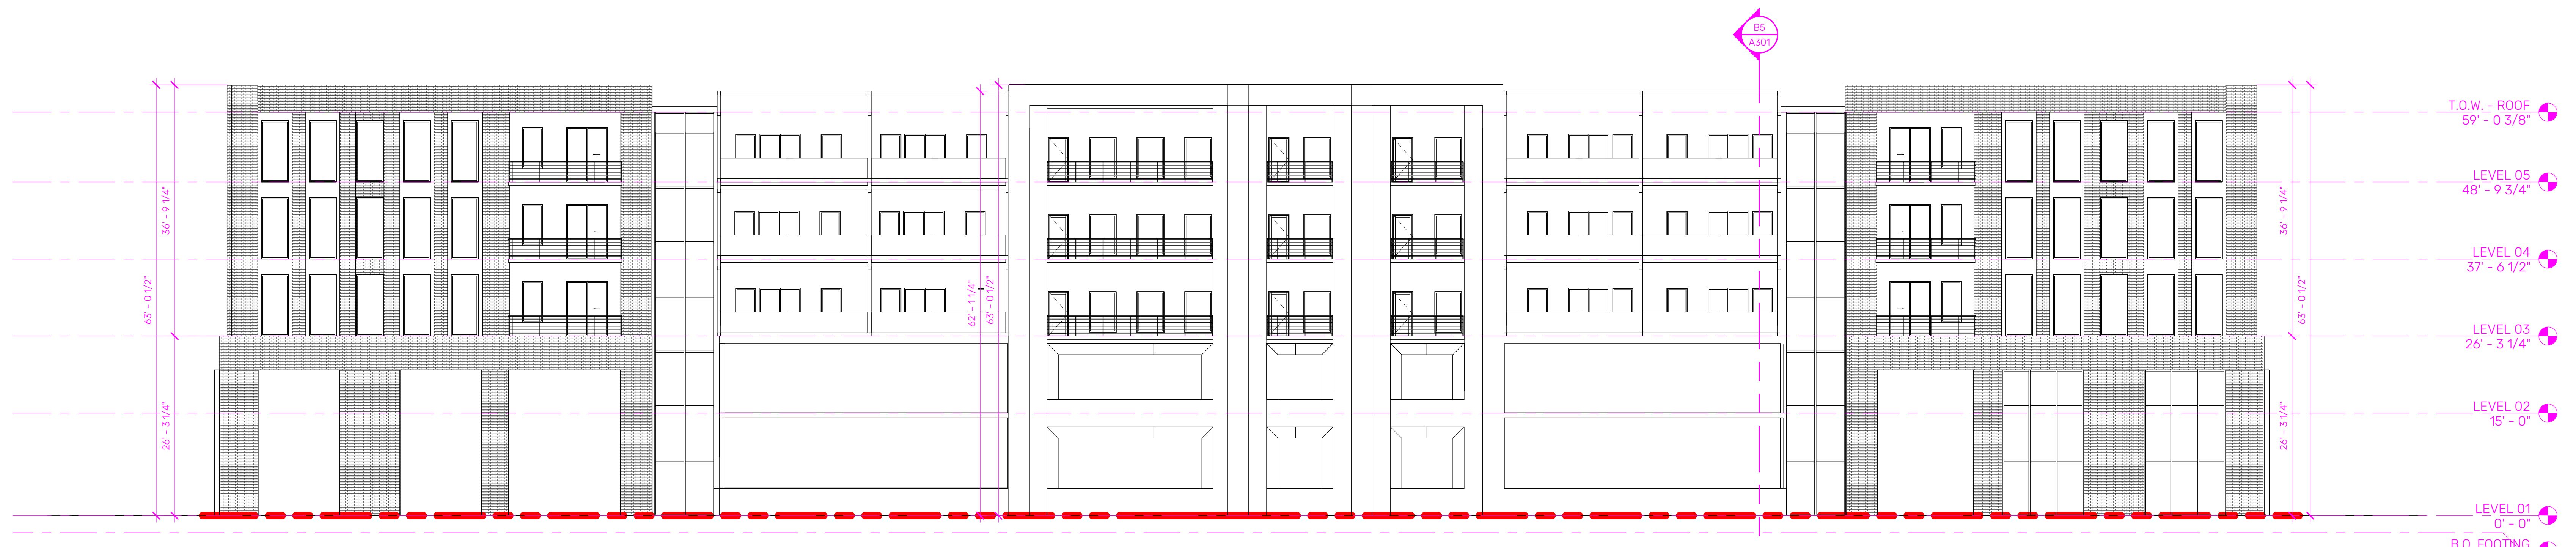 B5
A301
T.O.W. - ROOF
59' - 0 3/8"
LEVEL 05
48' - 9 3/4"
36' - 9 1/4"
36' - 9 1/4"
LEVEL 04
37' - 6 1/2"
63' - 0 1/2"
62' - 1 1/4"
63' - 0 1/2"
63' - 0 1/2"
LEVEL 03
26' - 3 1/4"
26' - 3 1/4"
26' - 3 1/4"
LEVEL 02
15' - 0"
LEVEL 01
0' - 0"
B.O. FOOTING